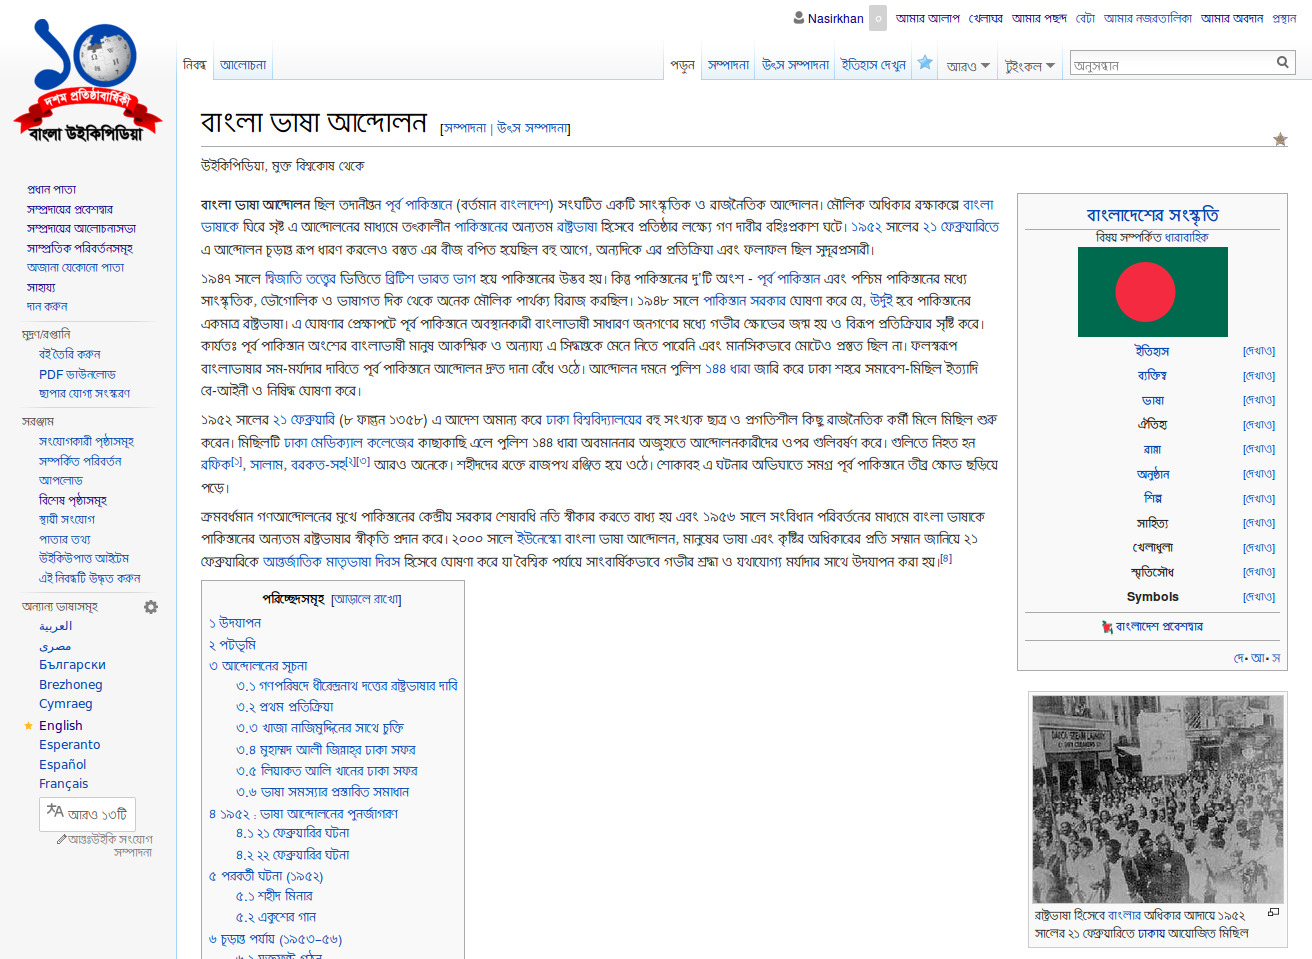 Nasirkhan ০ আমার আলাপ খেলাঘর আমার পছন্দ বেটা আমার নজরতালিকা আমার অবদান প্রস্থান
নিবন্ধ আলোচনা পড়ুন সম্পাদনা উৎস সম্পাদনা ইতিহাস দেখুন আরও টুইংকল অনুসন্ধান
দশম প্রতিষ্ঠাবার্ষিকী
বাংলা উইকিপিডিয়া
প্রধান পাতা
সম্প্রদায়ের প্রবেশদ্বার
সম্প্রদায়ের আলোচনাসভা
সাম্প্রতিক পরিবর্তনসমূহ
অজানা যেকোনো পাতা
সাহায্য
দান করুন
মুদ্রণ/রপ্তানি
বই তৈরি করুন
PDF ডাউনলোড
ছাপার যোগ্য সংস্করণ
সরঞ্জাম
সংযোগকারী পৃষ্ঠাসমূহ
সম্পর্কিত পরিবর্তন
আপলোড
বিশেষ পৃষ্ঠাসমূহ
স্থায়ী সংযোগ
পাতার তথ্য
উইকিউপাত্ত আইটেম
এই নিবন্ধটি উদ্ধৃত করুন
অন্যান্য ভাষাসমূহ
العربية
مصرى
Български
Brezhoneg
Cymraeg
English
Esperanto
Español
Français
আরও ১৩টি
আন্তঃউইকি সংযোগ
সম্পাদনা
বাংলা ভাষা আন্দোলন [সম্পাদনা | উৎস সম্পাদনা]
উইকিপিডিয়া, মুক্ত বিশ্বকোষ থেকে
বাংলা ভাষা আন্দোলন ছিল তদানীন্তন পূর্ব পাকিস্তানে (বর্তমান বাংলাদেশ) সংঘটিত একটি সাংস্কৃতিক ও রাজনৈতিক আন্দোলন। মৌলিক অধিকার রক্ষাকল্পে বাংলা
ভাষাকে ঘিরে সৃষ্ট এ আন্দোলনের মাধ্যমে তৎকালীন পাকিস্তানের অন্যতম রাষ্ট্রভাষা হিসেবে প্রতিষ্ঠার লক্ষ্যে গণ দাবীর বহিঃপ্রকাশ ঘটে। ১৯৫২ সালের ২১ ফেব্রুয়ারিতে
এ আন্দোলন চূড়ান্ত রূপ ধারণ করলেও বস্তুত এর বীজ বপিত হয়েছিল বহু আগে, অন্যদিকে এর প্রতিক্রিয়া এবং ফলাফল ছিল সুদূরপ্রসারী।
১৯৪৭ সালে দ্বিজাতি তত্ত্বের ভিত্তিতে ব্রিটিশ ভারত ভাগ হয়ে পাকিস্তানের উদ্ভব হয়। কিন্তু পাকিস্তানের দু'টি অংশ - পূর্ব পাকিস্তান এবং পশ্চিম পাকিস্তানের মধ্যে
সাংস্কৃতিক, ভৌগোলিক ও ভাষাগত দিক থেকে অনেক মৌলিক পার্থক্য বিরাজ করছিল। ১৯৪৮ সালে পাকিস্তান সরকার ঘোষণা করে যে, উর্দুই হবে পাকিস্তানের
একমাত্র রাষ্ট্রভাষা। এ ঘোষণার প্রেক্ষাপটে পূর্ব পাকিস্তানে অবস্থানকারী বাংলাভাষী সাধারণ জনগণের মধ্যে গভীর ক্ষোভের জন্ম হয় ও বিরূপ প্রতিক্রিয়ার সৃষ্টি করে।
কার্যতঃ পূর্ব পাকিস্তান অংশের বাংলাভাষী মানুষ আকস্মিক ও অন্যায্য এ সিদ্ধান্তকে মেনে নিতে পারেনি এবং মানসিকভাবে মোটেও প্রস্তুত ছিল না। ফলস্বরূপ
বাংলাভাষার সম-মর্যাদার দাবিতে পূর্ব পাকিস্তানে আন্দোলন দ্রুত দানা বেঁধে ওঠে। আন্দোলন দমনে পুলিশ ১৪৪ ধারা জারি করে ঢাকা শহরে সমাবেশ-মিছিল ইত্যাদি
বে-আইনী ও নিষিদ্ধ ঘোষণা করে।
১৯৫২ সালের ২১ ফেব্রুয়ারি (৮ ফাল্গুন ১৩৫৮) এ আদেশ অমান্য করে ঢাকা বিশ্ববিদ্যালয়ের বহু সংখ্যক ছাত্র ও প্রগতিশীল কিছু রাজনৈতিক কর্মী মিলে মিছিল শুরু
করেন। মিছিলটি ঢাকা মেডিক্যাল কলেজের কাছাকাছি এলে পুলিশ ১৪৪ ধারা অবমাননার অজুহাতে আন্দোলনকারীদের ওপর গুলিবর্ষণ করে। গুলিতে নিহত হন
রফিক[১], সালাম, বরকত-সহ[২][৩] আরও অনেকে। শহীদদের রক্তে রাজপথ রঞ্জিত হয়ে ওঠে। শোকাবহ এ ঘটনার অভিঘাতে সমগ্র পূর্ব পাকিস্তানে তীব্র ক্ষোভ ছড়িয়ে
পড়ে।
ক্রমবর্ধমান গণআন্দোলনের মুখে পাকিস্তানের কেন্দ্রীয় সরকার শেষাবধি নতি স্বীকার করতে বাধ্য হয় এবং ১৯৫৬ সালে সংবিধান পরিবর্তনের মাধ্যমে বাংলা ভাষাকে
পাকিস্তানের অন্যতম রাষ্ট্রভাষার স্বীকৃতি প্রদান করে। ২০০০ সালে ইউনেস্কো বাংলা ভাষা আন্দোলন, মানুষের ভাষা এবং কৃষ্টির অধিকারের প্রতি সম্মান জানিয়ে ২১
ফেব্রুয়ারিকে আন্তর্জাতিক মাতৃভাষা দিবস হিসেবে ঘোষণা করে যা বৈশ্বিক পর্যায়ে সাংবার্ষিকভাবে গভীর শ্রদ্ধা ও যথাযোগ্য মর্যাদার সাথে উদযাপন করা হয়।[৪]
পরিচ্ছেদসমূহ [আড়ালে রাখো]
১ উদযাপন
২ পটভূমি
৩ আন্দোলনের সূচনা
৩.১ গণপরিষদে ধীরেন্দ্রনাথ দত্তের রাষ্ট্রভাষার দাবি
৩.২ প্রথম প্রতিক্রিয়া
৩.৩ খাজা নাজিমুদ্দিনের সাথে চুক্তি
৩.৪ মুহাম্মদ আলী জিন্নাহ্‌র ঢাকা সফর
৩.৫ লিয়াকত আলি খানের ঢাকা সফর
৩.৬ ভাষা সমস্যার প্রস্তাবিত সমাধান
৪ ১৯৫২ : ভাষা আন্দোলনের পুনর্জাগরণ
৪.১ ২১ ফেব্রুয়ারির ঘটনা
৪.২ ২২ ফেব্রুয়ারির ঘটনা
৫ পরবর্তী ঘটনা (১৯৫২)
৫.১ শহীদ মিনার
৫.২ একুশের গান
৬ চূড়ান্ত পর্যায় (১৯৫৩–৫৬)
৬.১ যুক্তফ্রন্ট গঠন
বাংলাদেশের সংস্কৃতি
বিষয় সম্পর্কিত ধারাবাহিক
ইতিহাস [দেখাও]
ব্যক্তিত্ব [দেখাও]
ভাষা [দেখাও]
ঐতিহ্য [দেখাও]
রান্না [দেখাও]
অনুষ্ঠান [দেখাও]
শিল্প [দেখাও]
সাহিত্য [দেখাও]
খেলাধুলা [দেখাও]
স্মৃতিসৌধ [দেখাও]
Symbols [দেখাও]
বাংলাদেশ প্রবেশদ্বার
দে • আ • স
DACCA STEAM LAUNDRY
রাষ্ট্রভাষা হিসেবে বাংলার অধিকার আদায়ে ১৯৫২
সালের ২১ ফেব্রুয়ারিতে ঢাকায় আয়োজিত মিছিল